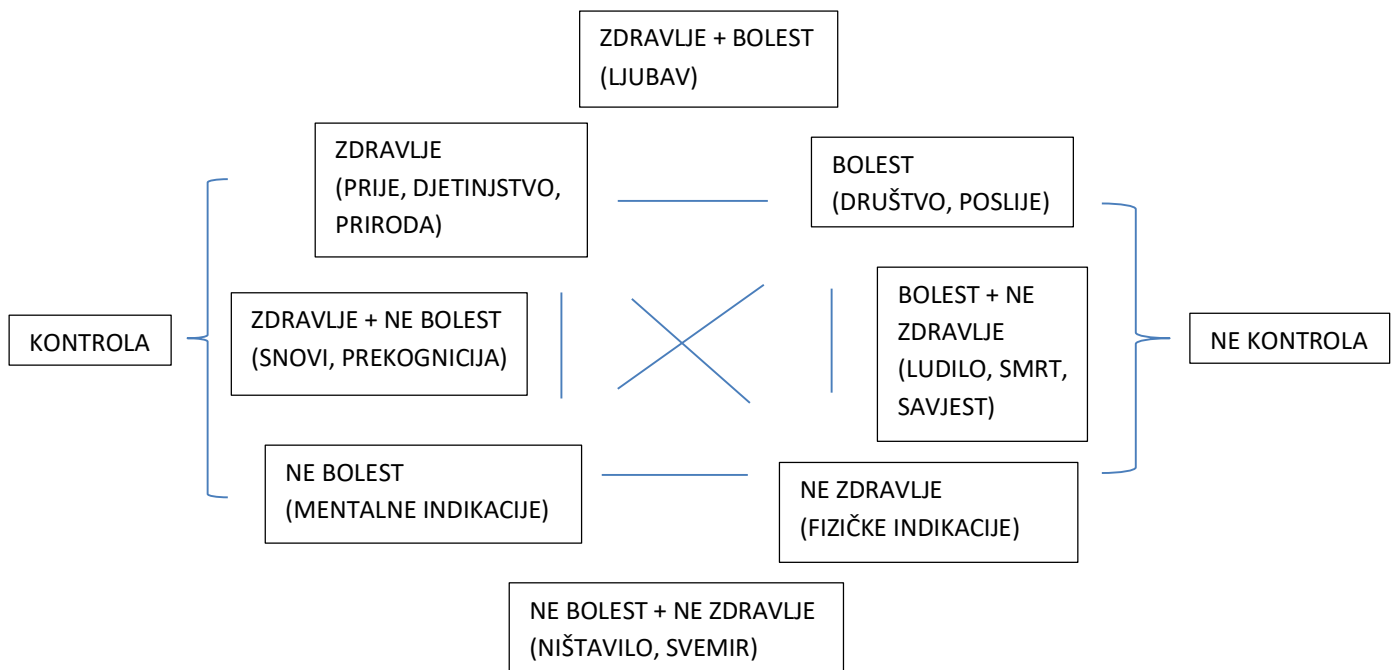 ZDRAVLJE + BOLEST
(LJUBAV)
ZDRAVLJE
(PRIJE, DJETINJSTVO,
PRIRODA)
BOLEST
(DRUŠTVO, POSLIJE)
KONTROLA
ZDRAVLJE + NE BOLEST
(SNOVI, PREKOGNICIJA)
BOLEST + NE
ZDRAVLJE
(LUDILO, SMRT,
SAVJEST)
NE KONTROLA
NE BOLEST
(MENTALNE INDIKACIJE)
NE ZDRAVLJE
(FIZIČKE INDIKACIJE)
NE BOLEST + NE ZDRAVLJE
(NIŠTAVILO, SVEMIR)